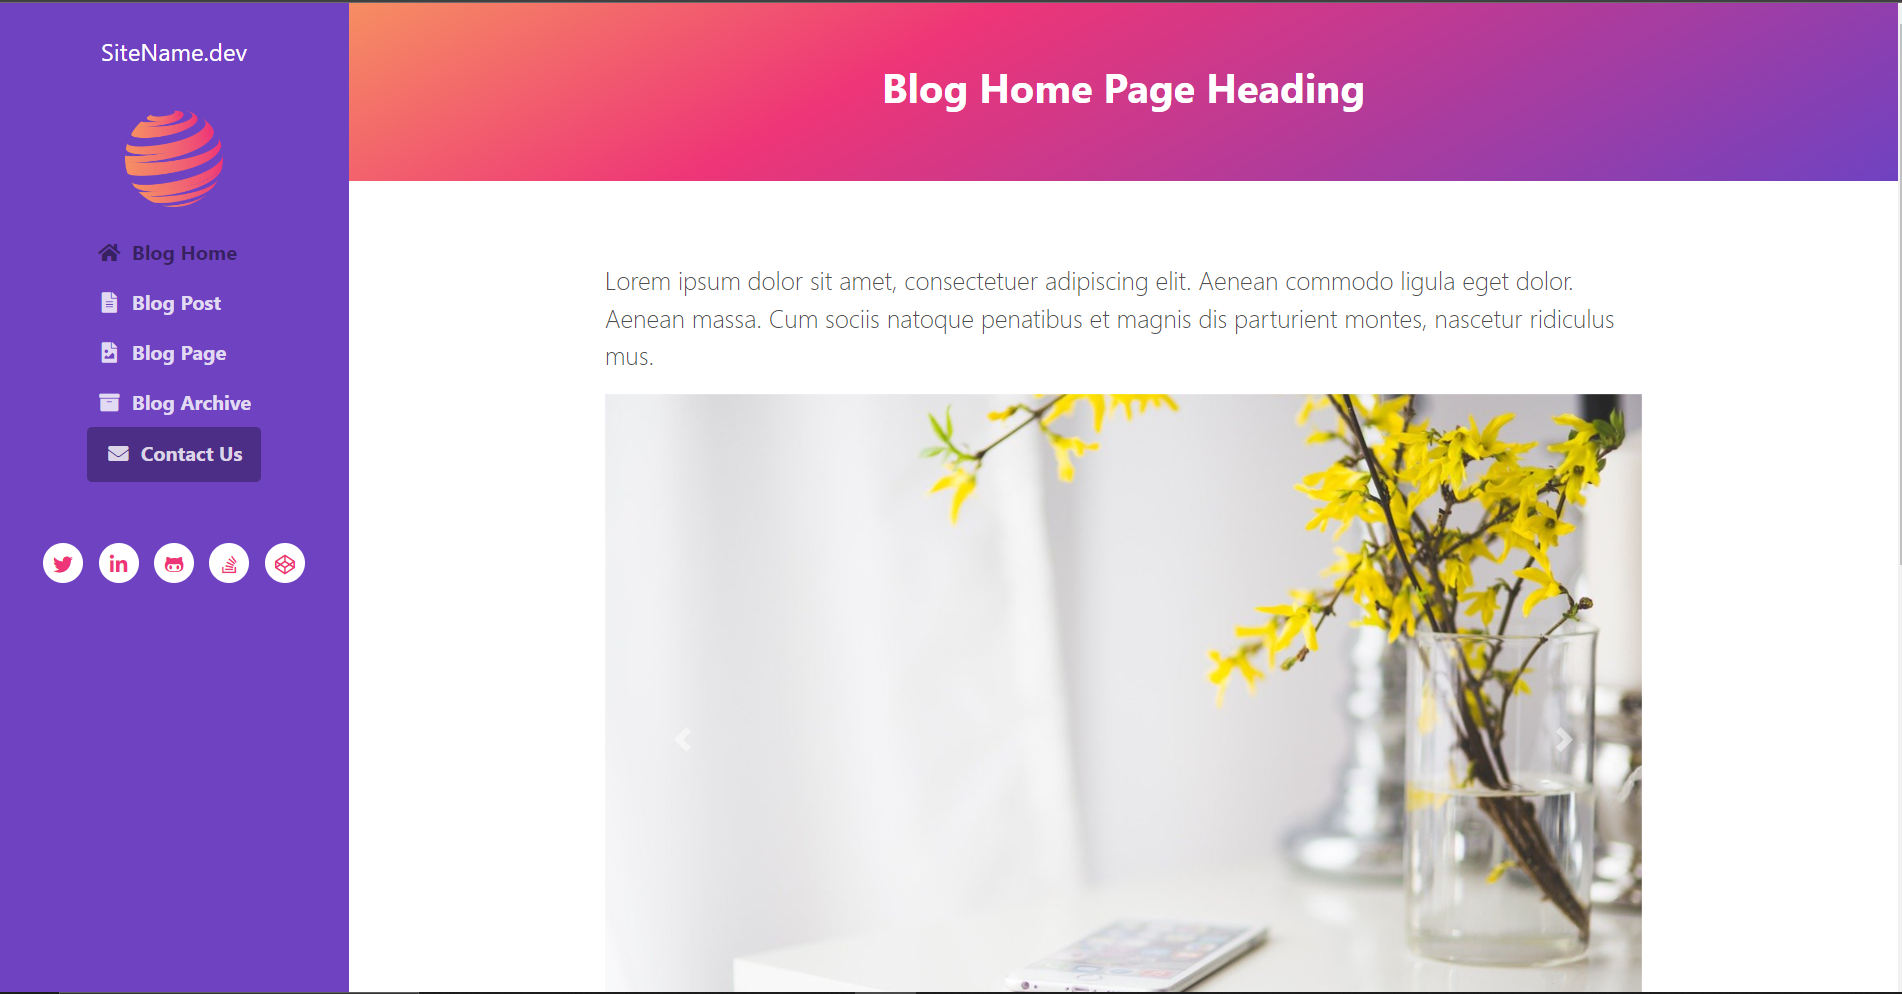 SiteName.dev
Blog Home
Blog Post
Blog Page
Blog Archive
Contact Us
in
Blog Home Page Heading
Lorem ipsum dolor sit amet, consectetuer adipiscing elit. Aenean commodo ligula eget dolor.
Aenean massa. Cum sociis natoque penatibus et magnis dis parturient montes, nascetur ridiculus
mus.